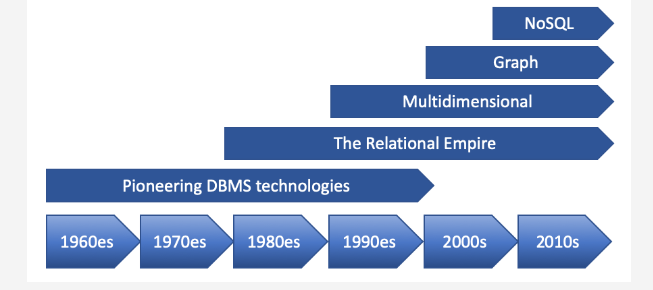 NoSQL
Graph
Multidimensional
The Relational Empire
Pioneering DBMS technologies
1960es 1970es 1980es 1990es 2000s 2010s